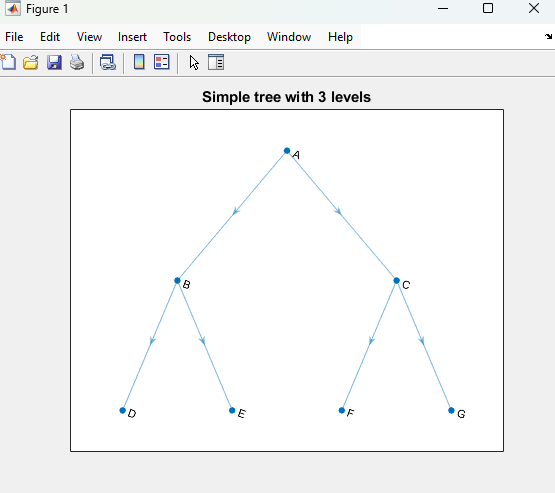 Figure 1
File Edit View Insert Tools Desktop Window Help
Simple tree with 3 levels
A
B C
D E F G